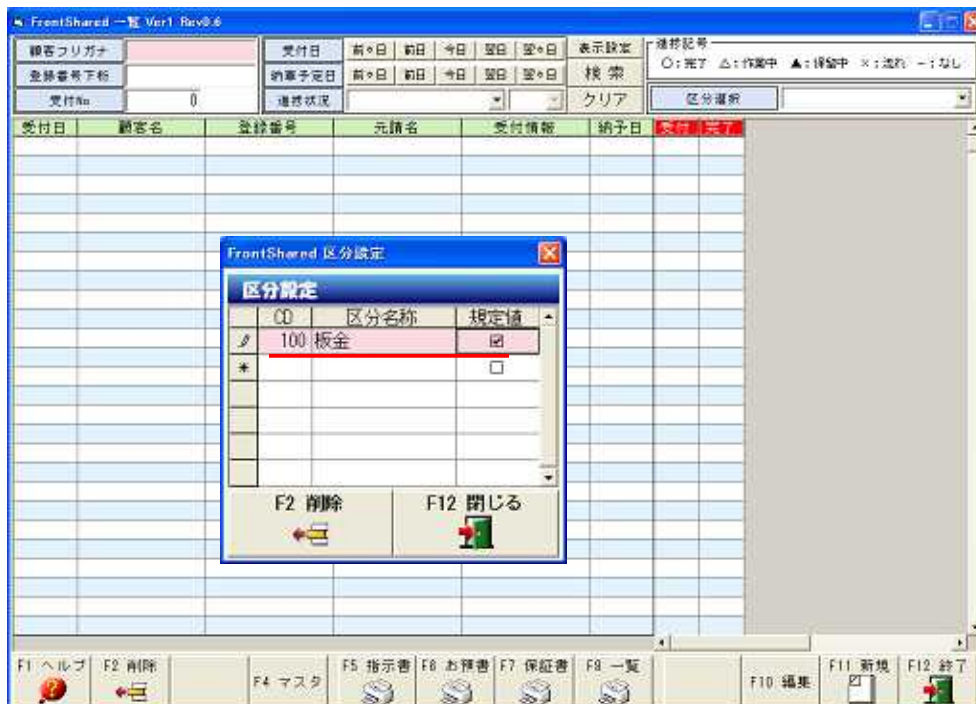 FrontShared 一覧 Ver1 Rev0.6
顧客フリガナ 受付日 前々日 前日 今日 翌日 翌々日 表示設定 進捗記号
○:完了 △:作業中 ▲:保留中 ×:流れ -:なし
登録番号下桁 納車予定日 前々日 前日 今日 翌日 翌々日 検索
受付No 0 進捗状況 クリア 区分選択
受付日 顧客名 登録番号 元請名 受付情報 納予日 受付 完了
FrontShared 区分設定
区分設定
CD 区分名称 規定値
100 板金
*
F2 削除 F12 閉じる
F1 ヘルプ F2 削除 F4 マスタ F5 指示書 F6 お預書 F7 保証書 F9 一覧 F10 編集 F11 新規 F12 終了